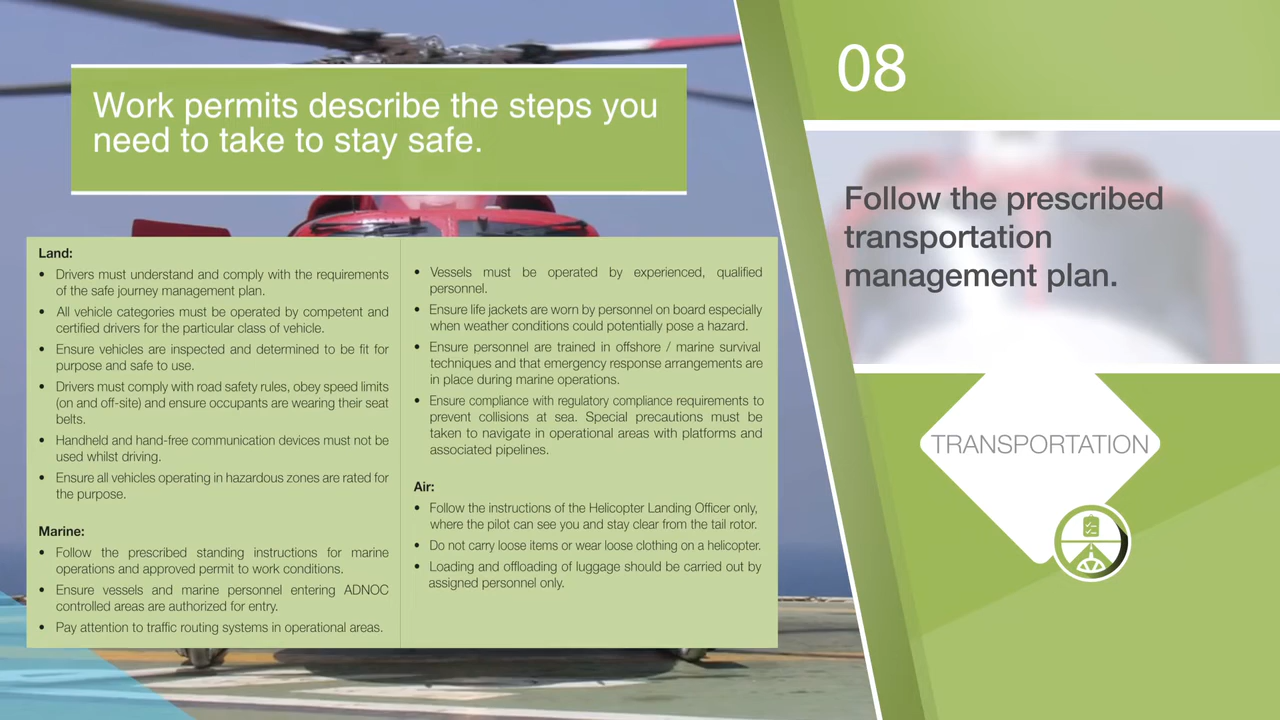 Work permits describe the steps you
need to take to stay safe.
Land:
• Drivers must understand and comply with the requirements
of the safe journey management plan.
• All vehicle categories must be operated by competent and
certified drivers for the particular class of vehicle.
• Ensure vehicles are inspected and determined to be fit for
purpose and safe to use.
• Drivers must comply with road safety rules, obey speed limits
(on and off-site) and ensure occupants are wearing their seat
belts.
• Handheld and hand-free communication devices must not be
used whilst driving.
• Ensure all vehicles operating in hazardous zones are rated for
the purpose.
Marine:
• Follow the prescribed standing instructions for marine
operations and approved permit to work conditions.
• Ensure vessels and marine personnel entering ADNOC
controlled areas are authorized for entry.
• Pay attention to traffic routing systems in operational areas.
• Vessels must be operated by experienced, qualified
personnel.
• Ensure life jackets are worn by personnel on board especially
when weather conditions could potentially pose a hazard.
• Ensure personnel are trained in offshore / marine survival
techniques and that emergency response arrangements are
in place during marine operations.
• Ensure compliance with regulatory compliance requirements to
prevent collisions at sea. Special precautions must be
taken to navigate in operational areas with platforms and
associated pipelines.
Air:
• Follow the instructions of the Helicopter Landing Officer only,
where the pilot can see you and stay clear from the tail rotor.
• Do not carry loose items or wear loose clothing on a helicopter.
• Loading and offloading of luggage should be carried out by
assigned personnel only.
08
Follow the prescribed
transportation
management plan.
TRANSPORTATION